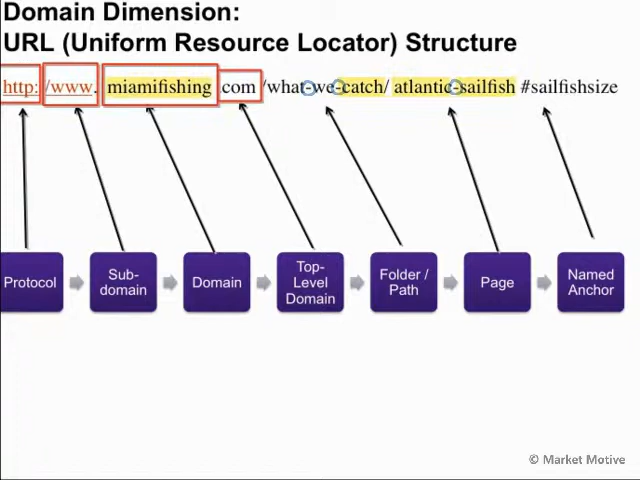 Domain Dimension:
URL (Uniform Resource Locator) Structure
http: /www. miamifishing .com /what-we-catch/ atlantic-sailfish #sailfishsize
Protocol
Sub-
domain
Domain
Top-
Level
Domain
Folder /
Path
Page
Named
Anchor
© Market Motive